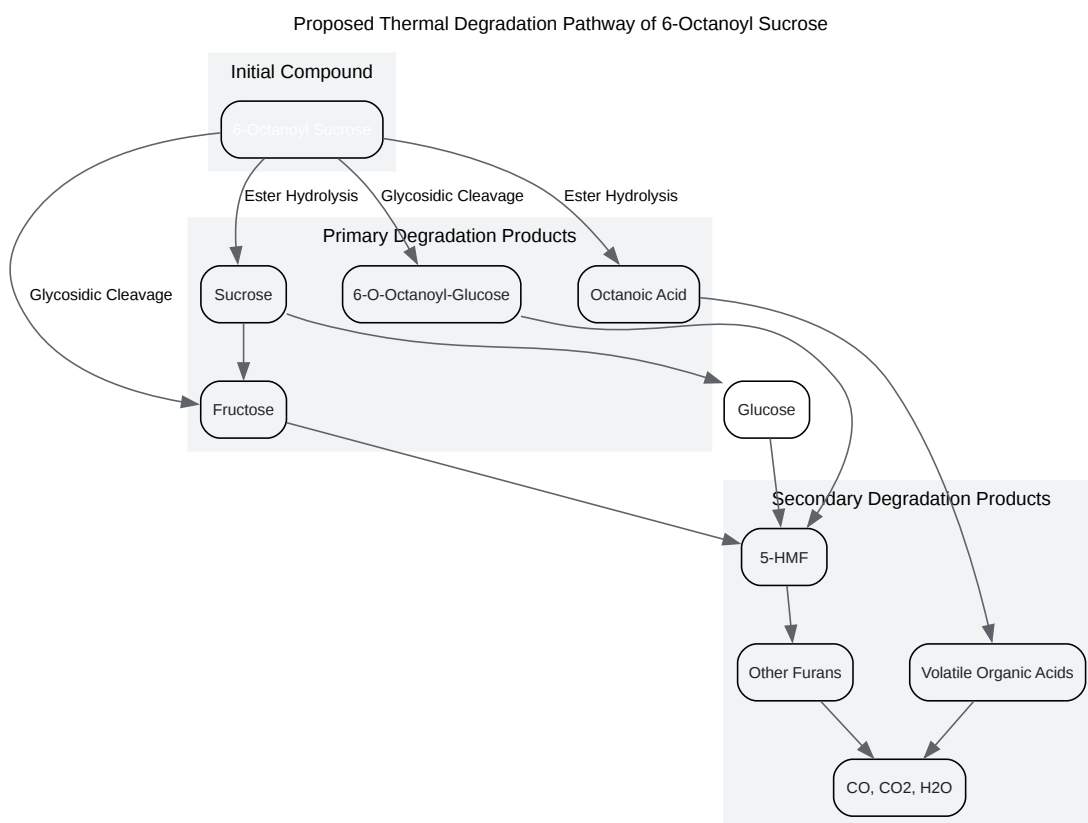 Proposed Thermal Degradation Pathway of 6-Octanoyl Sucrose
Initial Compound
6-Octanoyl Sucrose
Ester Hydrolysis
Glycosidic Cleavage
Ester Hydrolysis
Primary Degradation Products
Glycosidic Cleavage
Sucrose
6-O-Octanoyl-Glucose
Octanoic Acid
Fructose
Glucose
Secondary Degradation Products
5-HMF
Other Furans
Volatile Organic Acids
CO, CO2, H2O